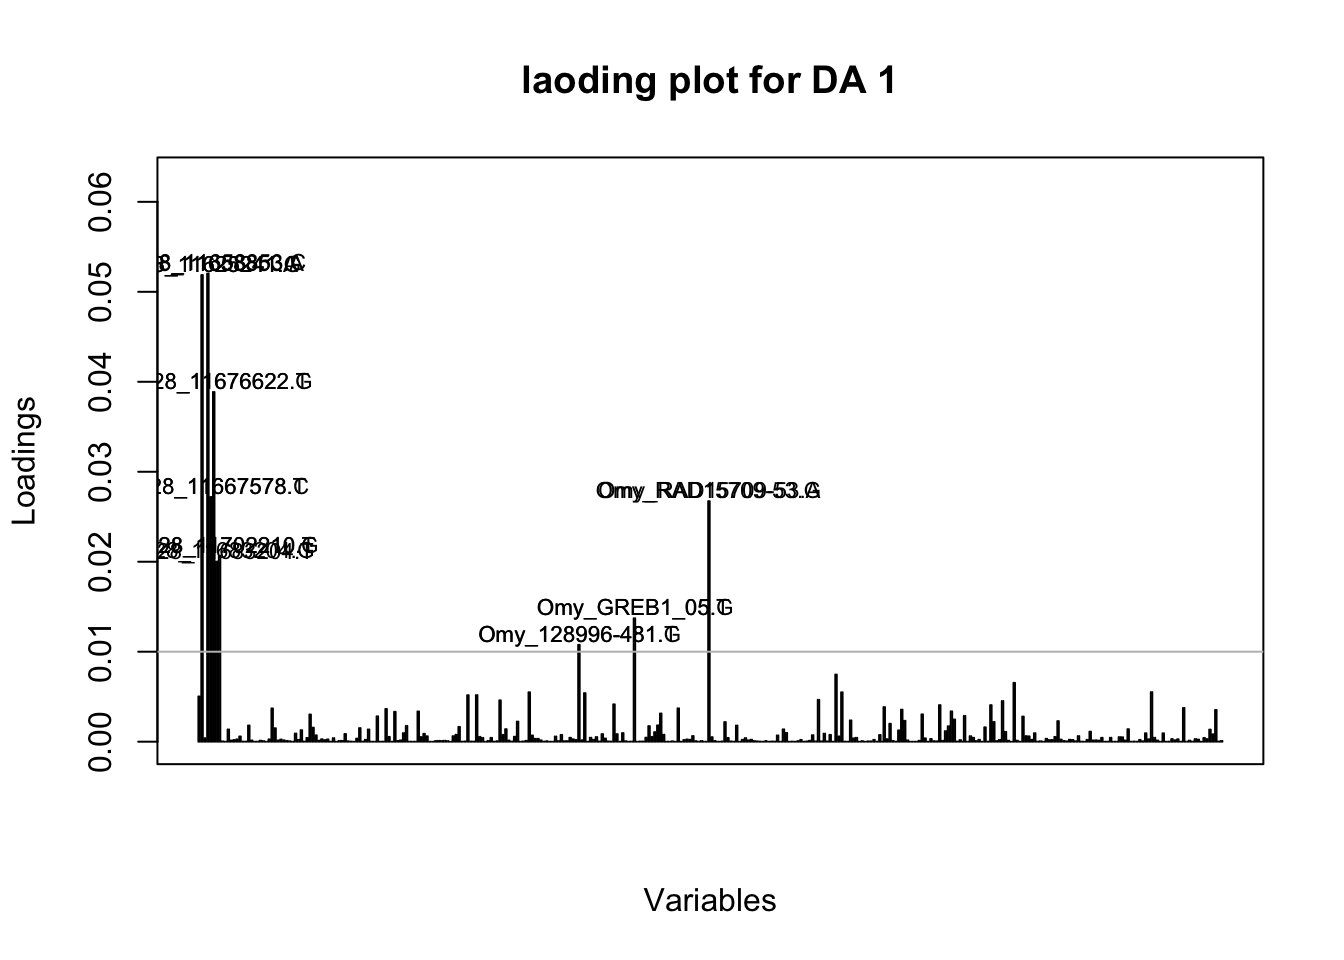 laoding plot for DA 1
Loadings
0.06
0.05
0.04
0.03
0.02
0.01
0.00
28_11676622.
28_11667578.
Omy_RAD15709-53.
Omy_GREB1_05.
Omy_128996-481.
Variables